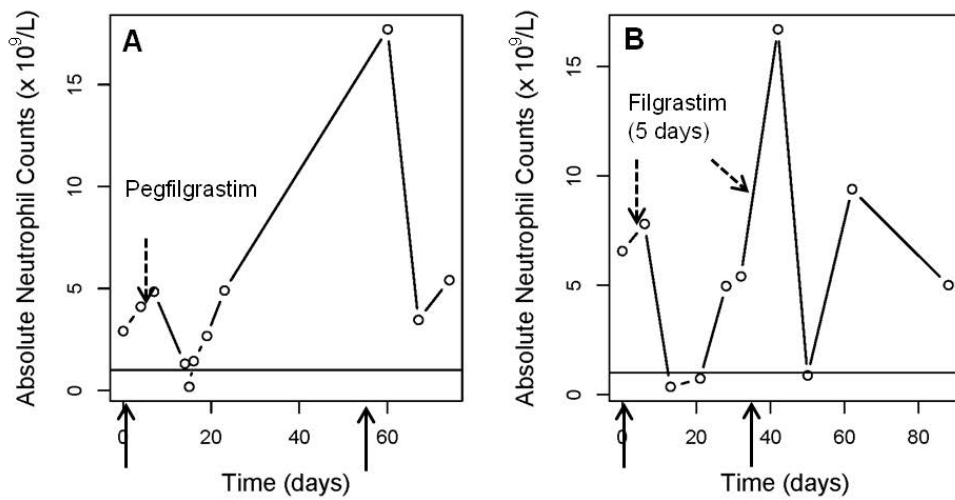 A
Absolute Neutrophil Counts (x 10⁹/L)
15
10
5
0
Pegfilgrastim
0 20 40 60
Time (days)
B
Absolute Neutrophil Counts (x 10⁹/L)
15
10
5
0
Filgrastim
(5 days)
0 20 40 60 80
Time (days)